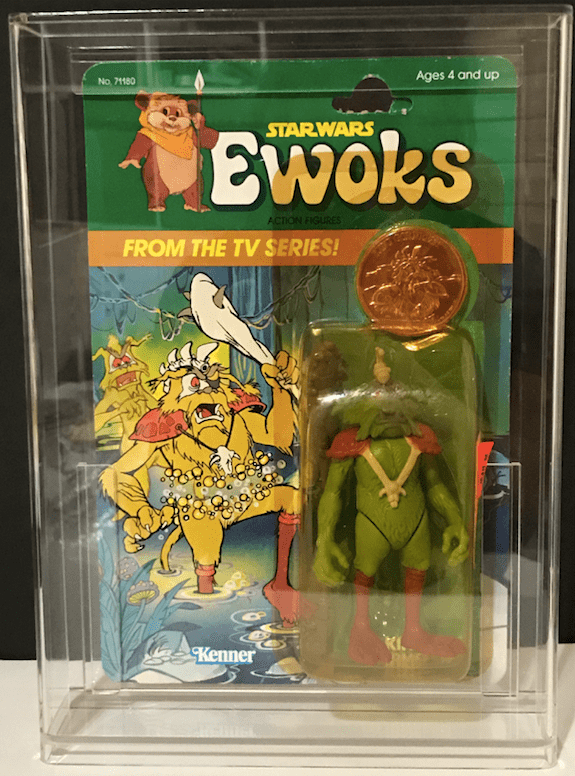 No. 71180
Ages 4 and up
STAR WARS
Ewoks
ACTION FIGURES
FROM THE TV SERIES!
Kenner